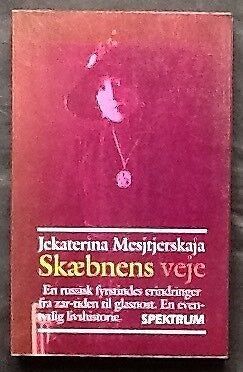 Jekaterina Mesjtjerskaja
Skæbnens veje
En russisk fyrstindes erindringer
fra zar-tiden til glasnost. En even-
tyrlig livshistorie.
SPEKTRUM